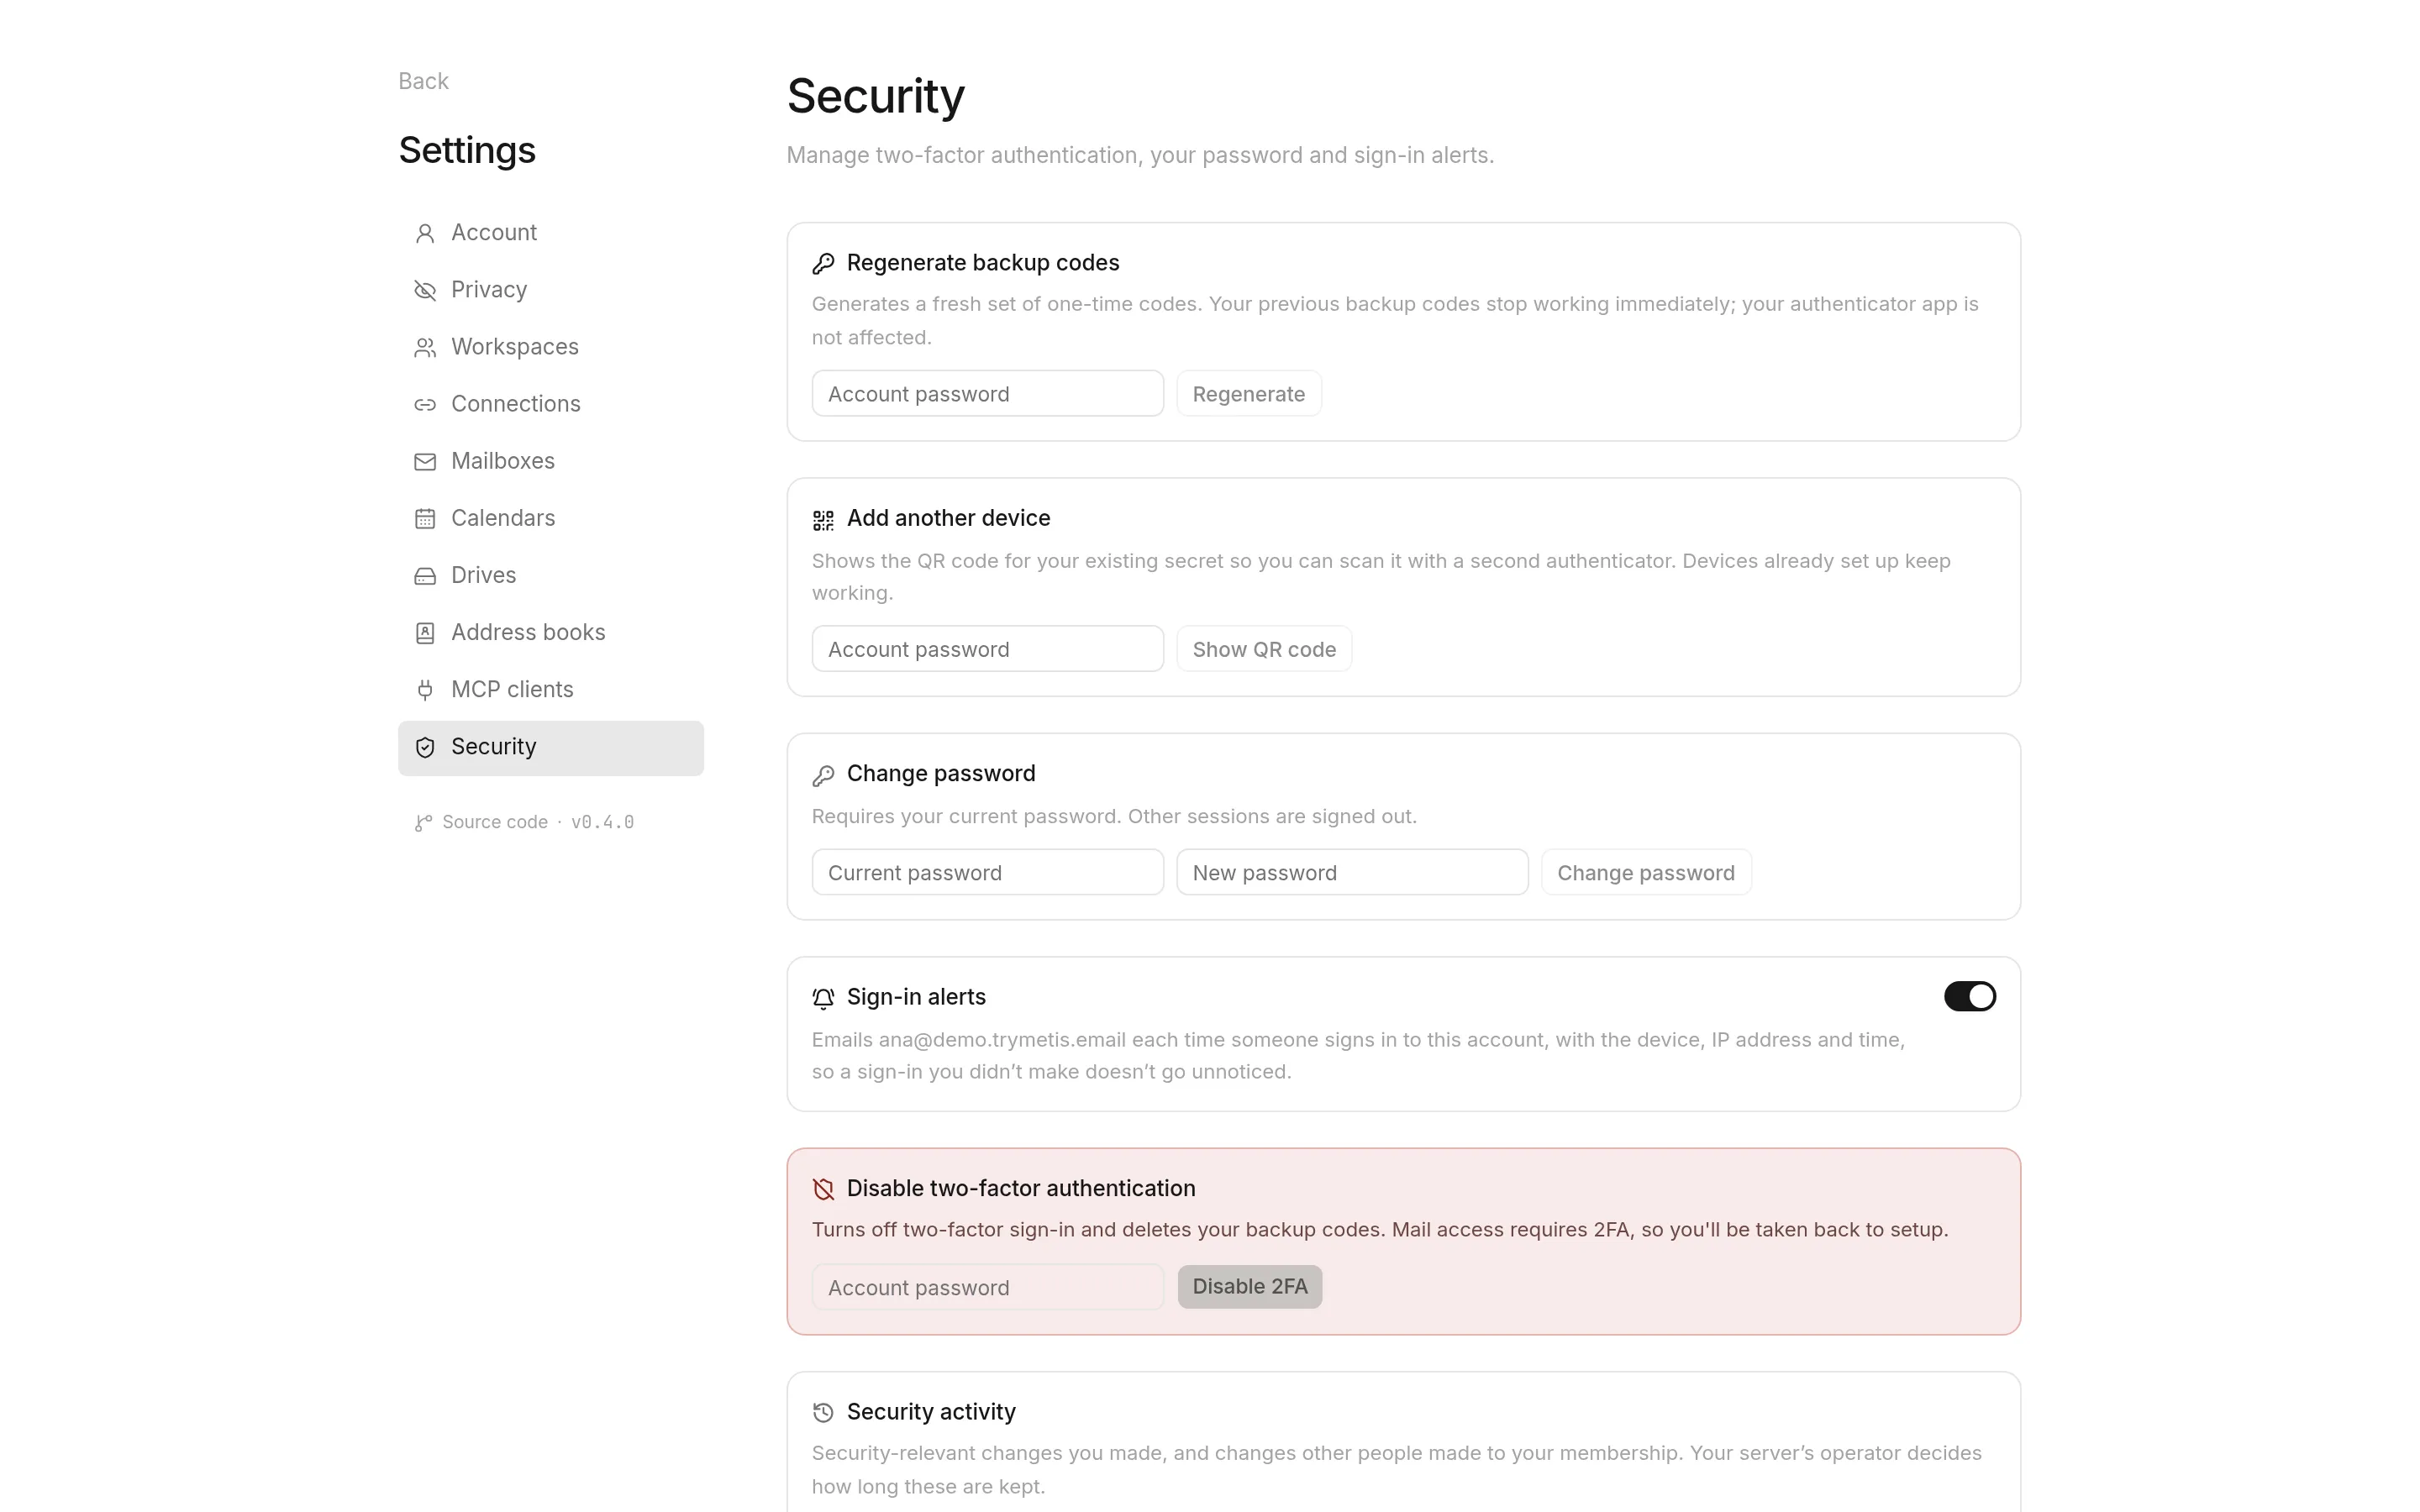 Back
Settings
Account
Privacy
Workspaces
Connections
Mailboxes
Calendars
Drives
Address books
MCP clients
Security
Source code · v0.4.0
Security
Manage two-factor authentication, your password and sign-in alerts.
Regenerate backup codes
Generates a fresh set of one-time codes. Your previous backup codes stop working immediately; your authenticator app is
not affected.
Account password
Regenerate
Add another device
Shows the QR code for your existing secret so you can scan it with a second authenticator. Devices already set up keep
working.
Account password
Show QR code
Change password
Requires your current password. Other sessions are signed out.
Current password
New password
Change password
Sign-in alerts
Emails ana@demo.trymetis.email each time someone signs in to this account, with the device, IP address and time,
so a sign-in you didn’t make doesn’t go unnoticed.
Disable two-factor authentication
Turns off two-factor sign-in and deletes your backup codes. Mail access requires 2FA, so you'll be taken back to setup.
Account password
Disable 2FA
Security activity
Security-relevant changes you made, and changes other people made to your membership. Your server’s operator decides
how long these are kept.